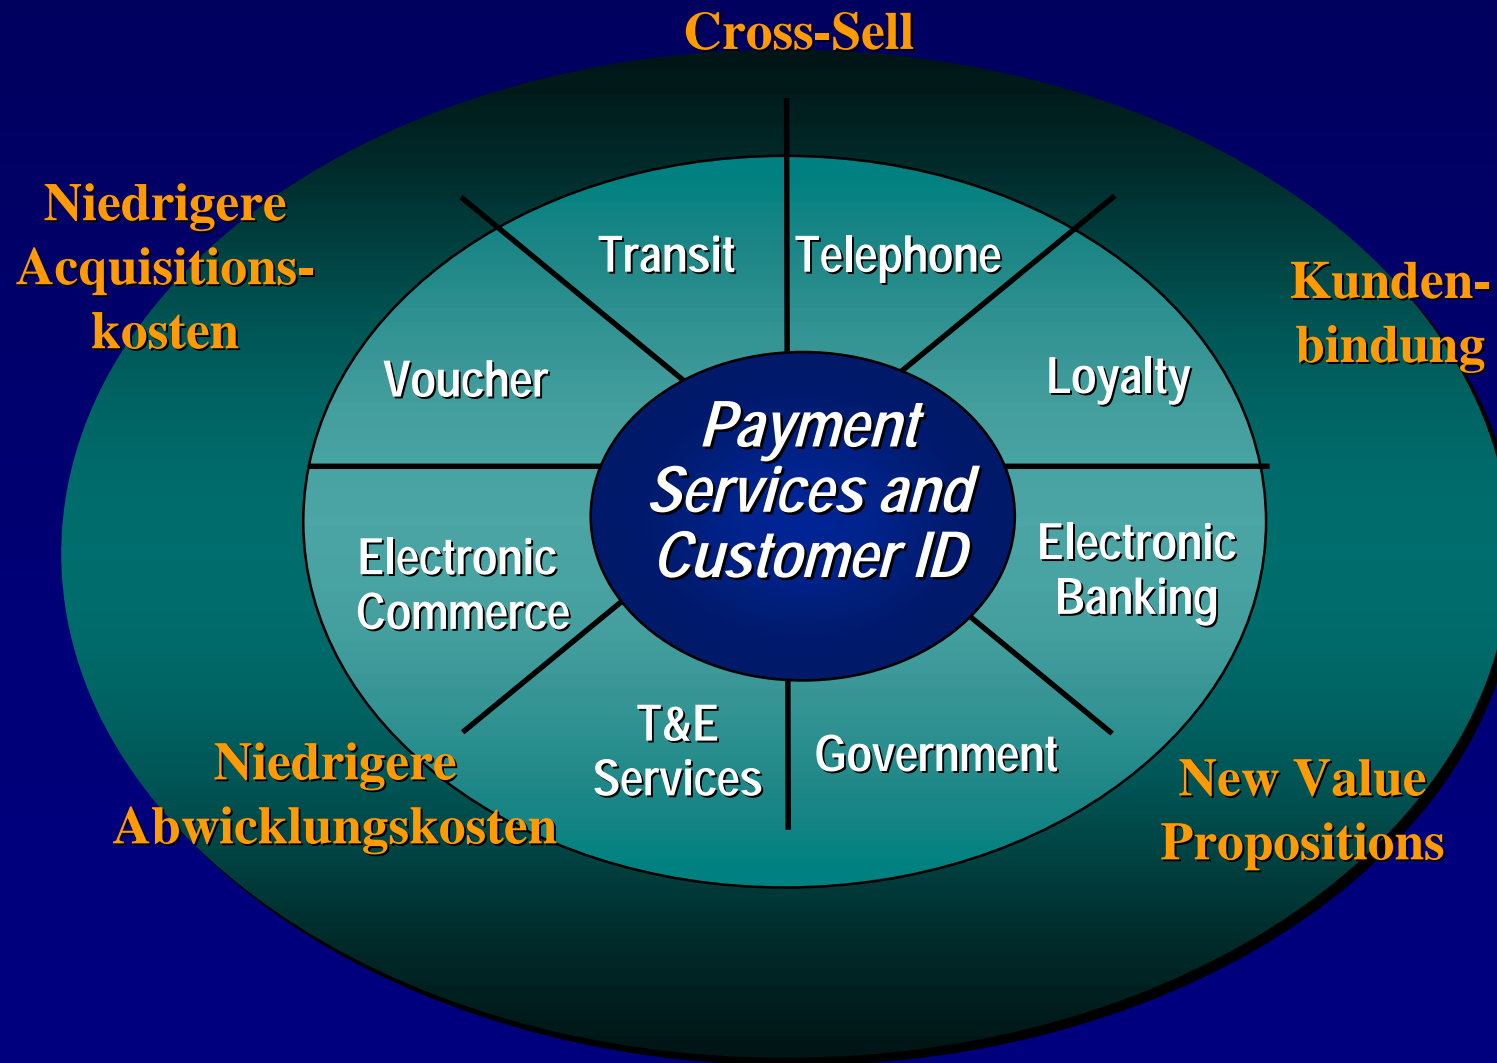 Cross-Sell
Niedrigere
Acquisitions-
kosten
Kunden-
bindung
Transit
Telephone
Voucher
Loyalty
Payment
Services and
Customer ID
Electronic
Commerce
Electronic
Banking
T&E
Services
Government
Niedrigere
Abwicklungskosten
New Value
Propositions